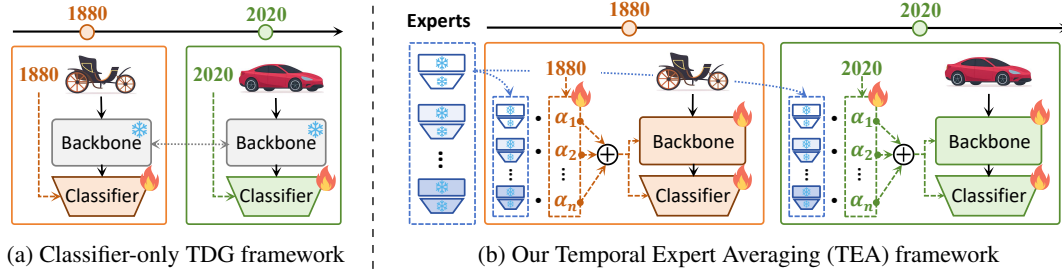 1880
2020
1880
2020
Backbone
Backbone
Classifier
Classifier
(a) Classifier-only TDG framework
Experts
1880
2020
1880
2020
α1
α2
αn
Backbone
Classifier
α1
α2
αn
Backbone
Classifier
(b) Our Temporal Expert Averaging (TEA) framework